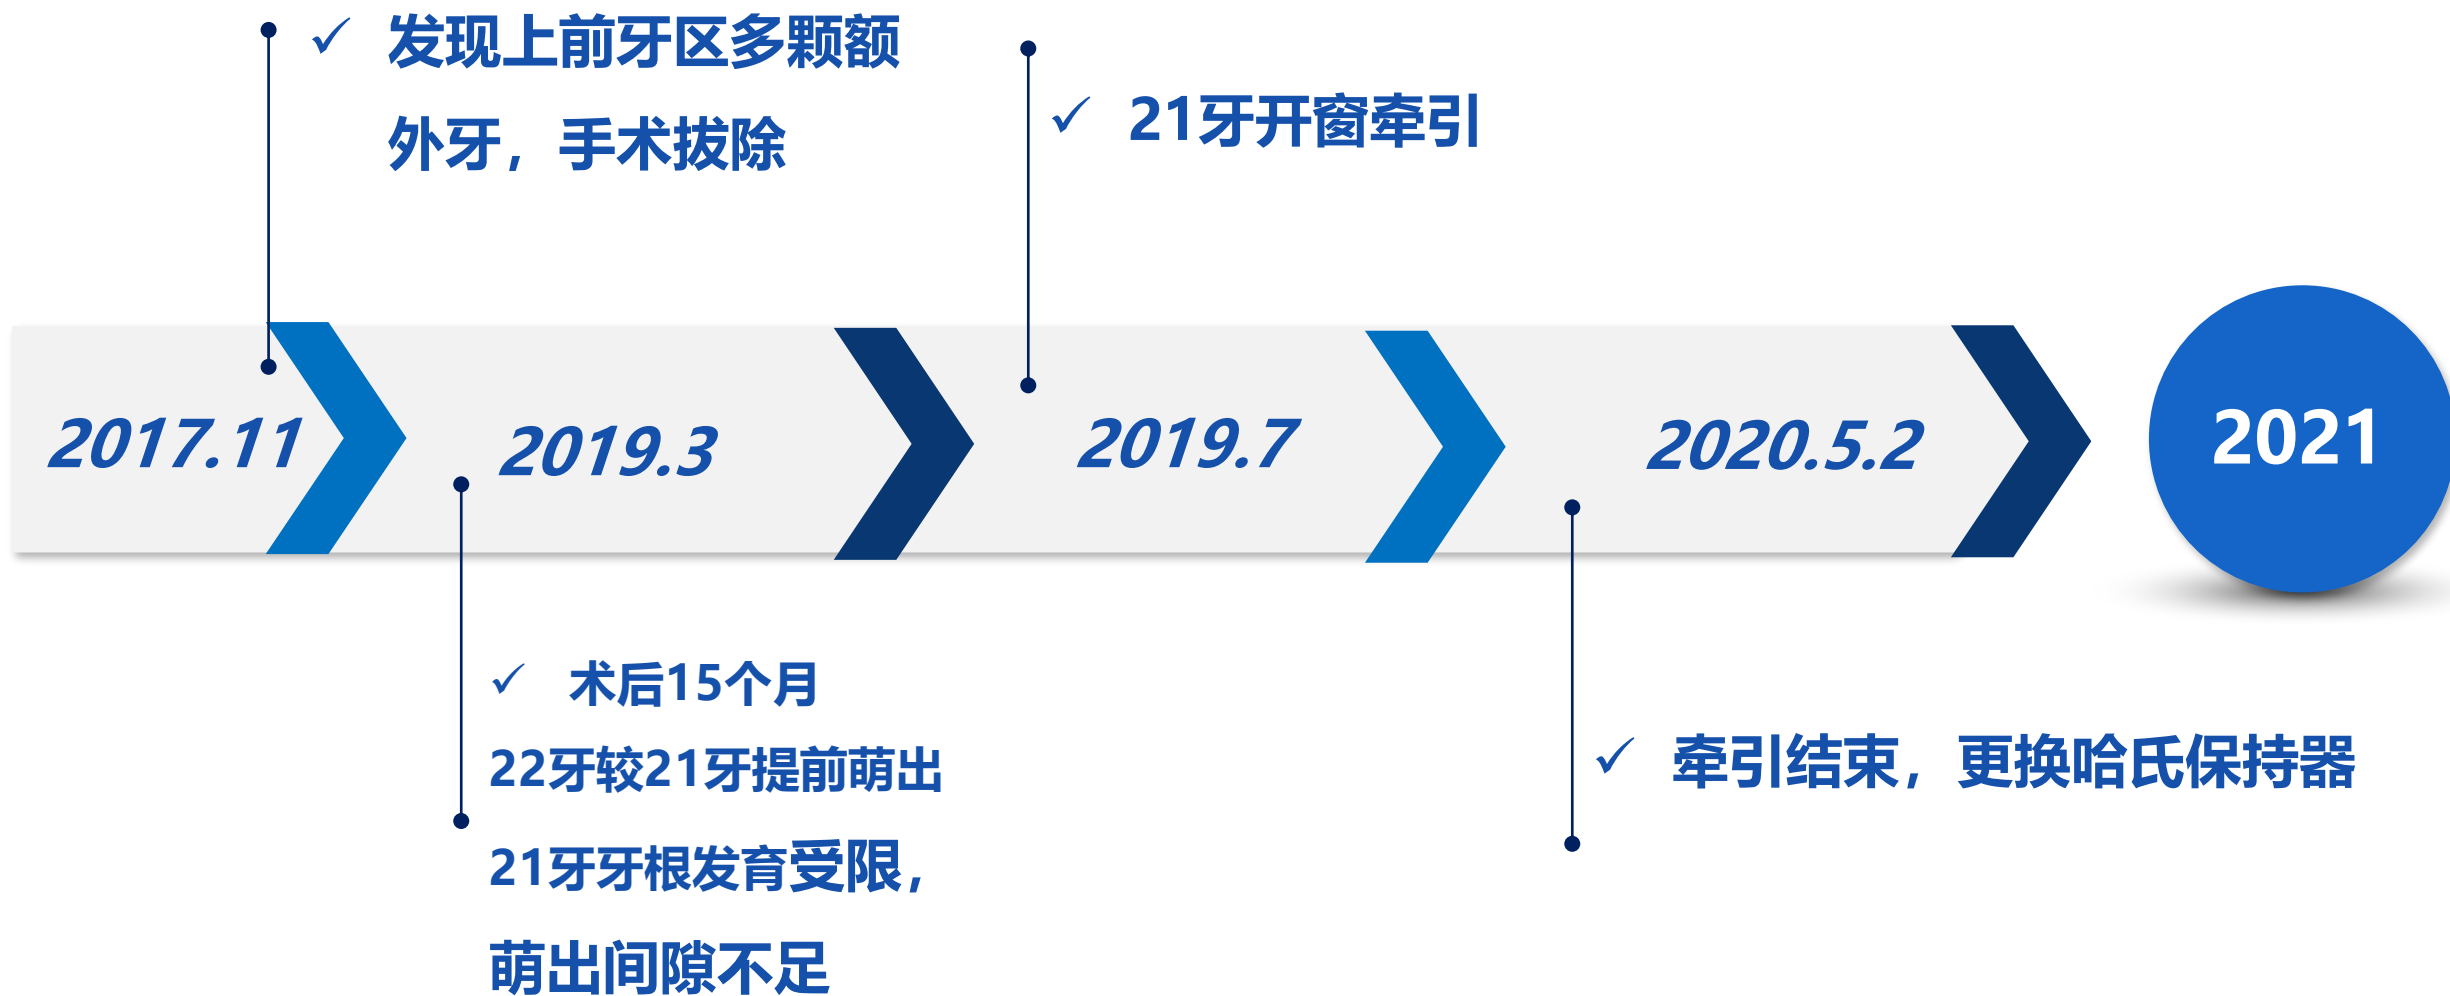 ✓ 发现上前牙区多颗额
外牙，手术拔除
✓ 21牙开窗牵引
2017.11
2019.3
2019.7
2020.5.2
2021
✓ 术后15个月
22牙较21牙提前萌出
21牙牙根发育受限，
萌出间隙不足
✓ 牵引结束，更换哈氏保持器